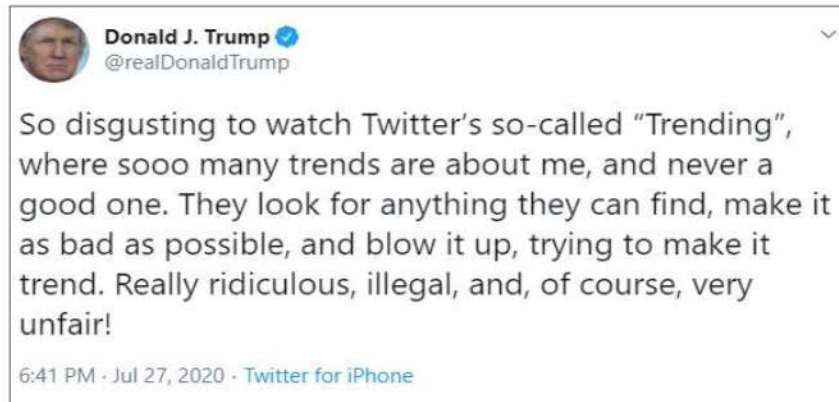 Donald J. Trump
@realDonaldTrump
So disgusting to watch Twitter's so-called "Trending",
where sooo many trends are about me, and never a
good one. They look for anything they can find, make it
as bad as possible, and blow it up, trying to make it
trend. Really ridiculous, illegal, and, of course, very
unfair!
6:41 PM · Jul 27, 2020 · Twitter for iPhone